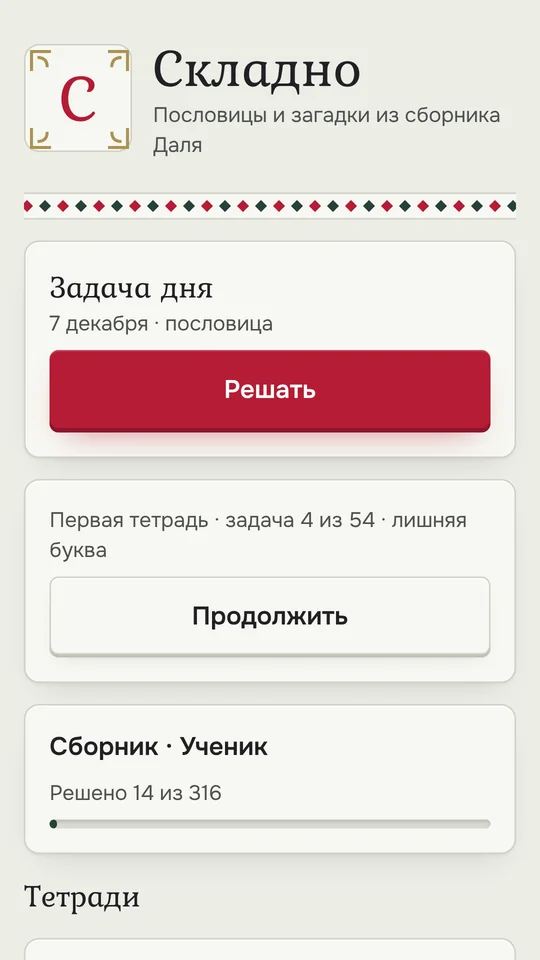 С
Складно
Пословицы и загадки из сборника
Даля
Задача дня
7 декабря · пословица
Решать
Первая тетрадь · задача 4 из 54 · лишняя
буква
Продолжить
Сборник · Ученик
Решено 14 из 316
Тетради